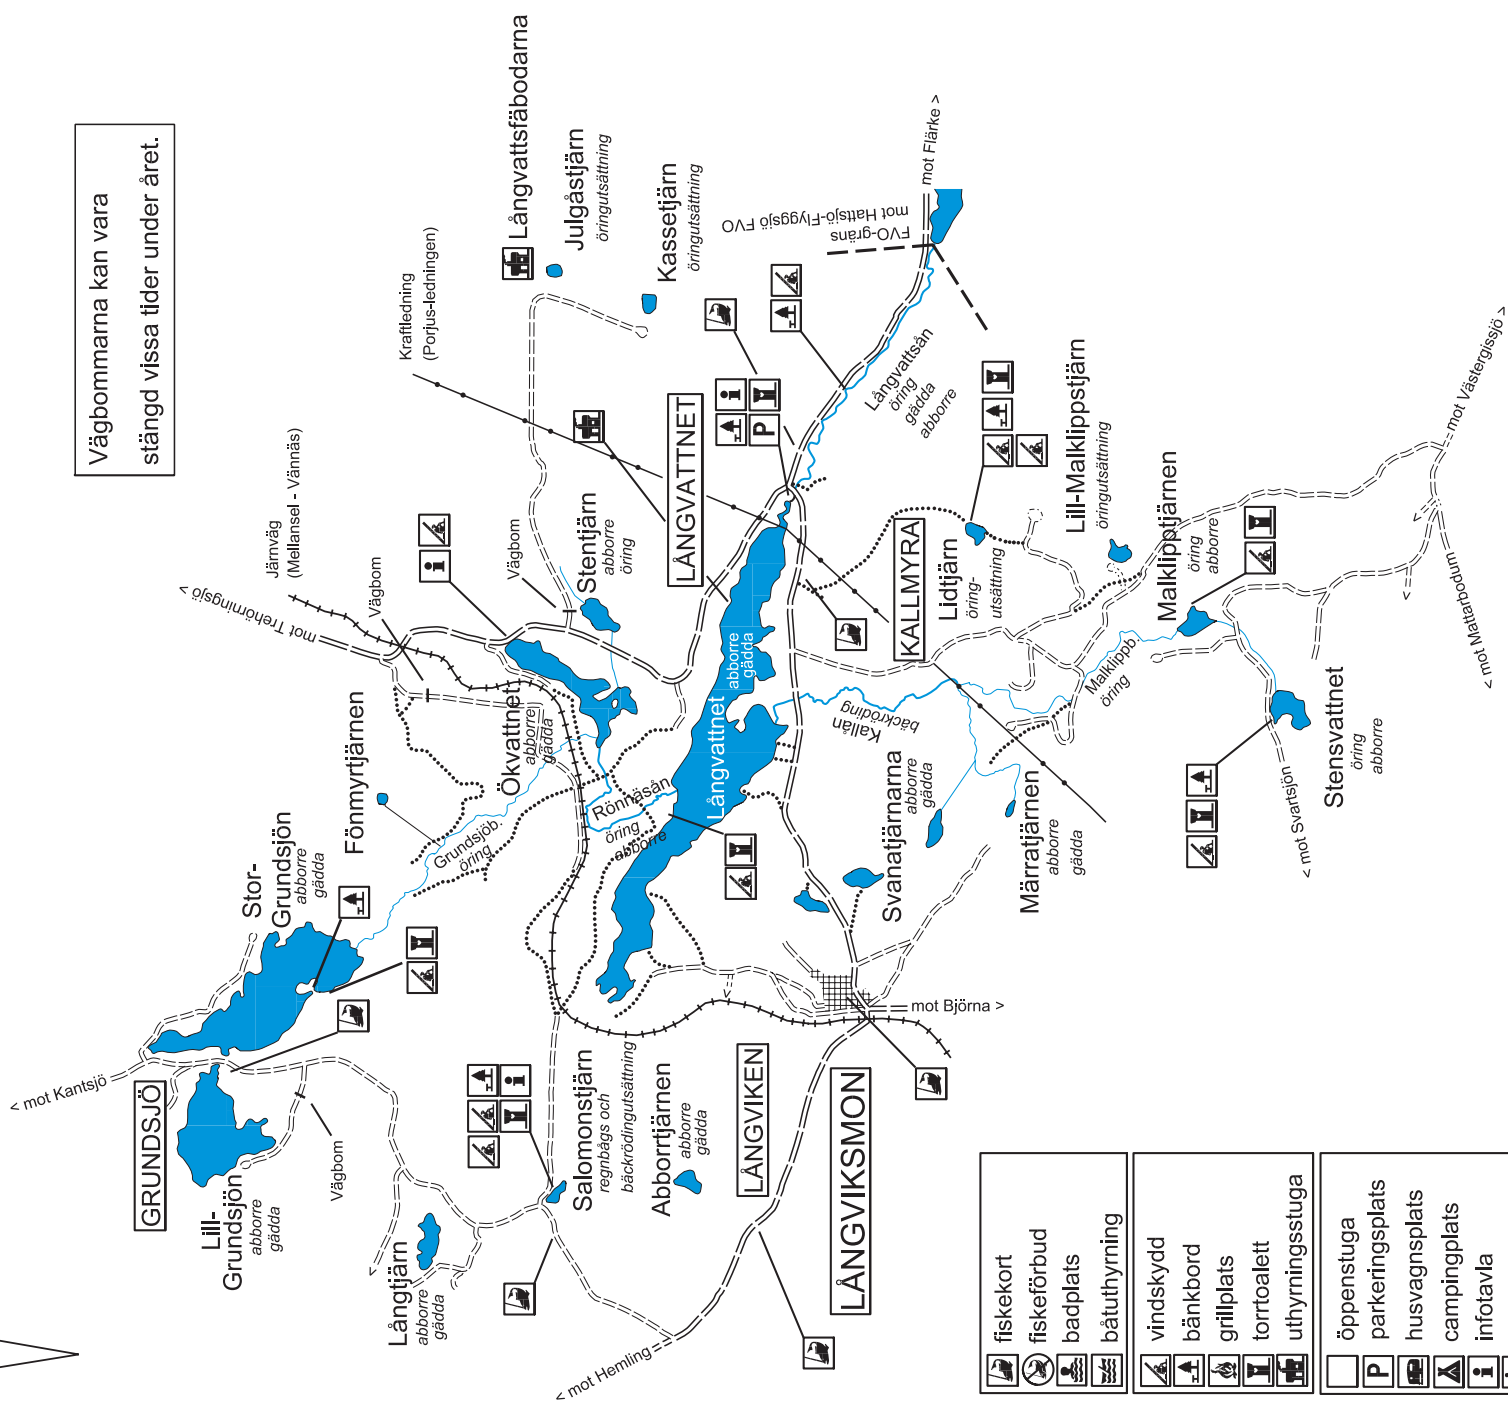 Vägbommarna kan vara
stängd vissa tider under året.
Långvattsfäbodarna
Julgåstjärn
öringutsättning
Kassetjärn
öringutsättning
mot Flärke >
FVO-gräns
mot Hattsjö-Flyggsjö FVO
Kraftledning
(Porjus-ledningen)
Järnväg
(Mellansel - Vännäs)
mot Trehörningsjö >
Vägbom
Vägbom
Stentjärn
abborre
öring
LÅNGVATTNET
P
i
Långvattsån
öring
gädda
abborre
i
Ökvattnet
abborre
gädda
Fönmyrtjärnen
Stor-
Grundsjön
abborre
gädda
Grundsjöb.
öring
Rönnäsån
öring
abborre
Långvattnet
abborre
gädda
KALLMYRA
Lidtjärn
öring-
utsättning
Lill-Malklippstjärn
öringutsättning
Malklipptjärnen
öring
abborre
mot Västergissjö >
< mot Mattarbodum
Malklippb.
öring
Kallån
bäckröding
Stensvattnet
öring
abborre
< mot Svartsjön
Svanatjärnarna
abborre
gädda
Märratjärnen
abborre
gädda
mot Björna >
< mot Kantsjö
GRUNDSJÖ
Lill-
Grundsjön
abborre
gädda
Vägbom
Långtjärn
abborre
gädda
i
Salomonstjärn
regnbågs och
bäckrödingutsättning
Abborrtjärnen
abborre
gädda
LÅNGVIKEN
LÅNGVIKSMON
< mot Hemling
fiskekort
fiskeförbud
badplats
båtuthyrning
vindskydd
bänkbord
grillplats
torrtoalett
uthyrningsstuga
öppenstuga
P parkeringsplats
husvagnsplats
campingplats
i infotavla